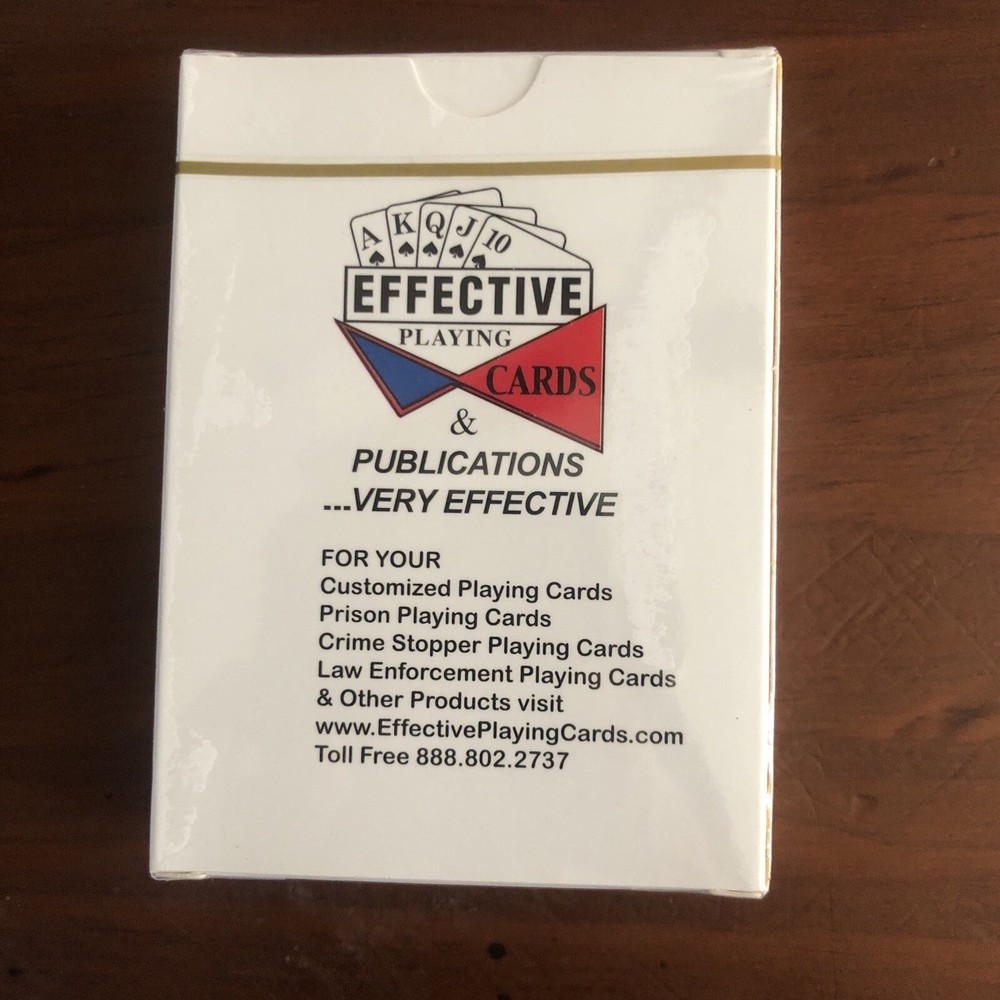 A K Q J 10
EFFECTIVE
PLAYING
CARDS
&
PUBLICATIONS
...VERY EFFECTIVE
FOR YOUR
Customized Playing Cards
Prison Playing Cards
Crime Stopper Playing Cards
Law Enforcement Playing Cards
& Other Products visit
www.EffectivePlayingCards.com
Toll Free 888.802.2737